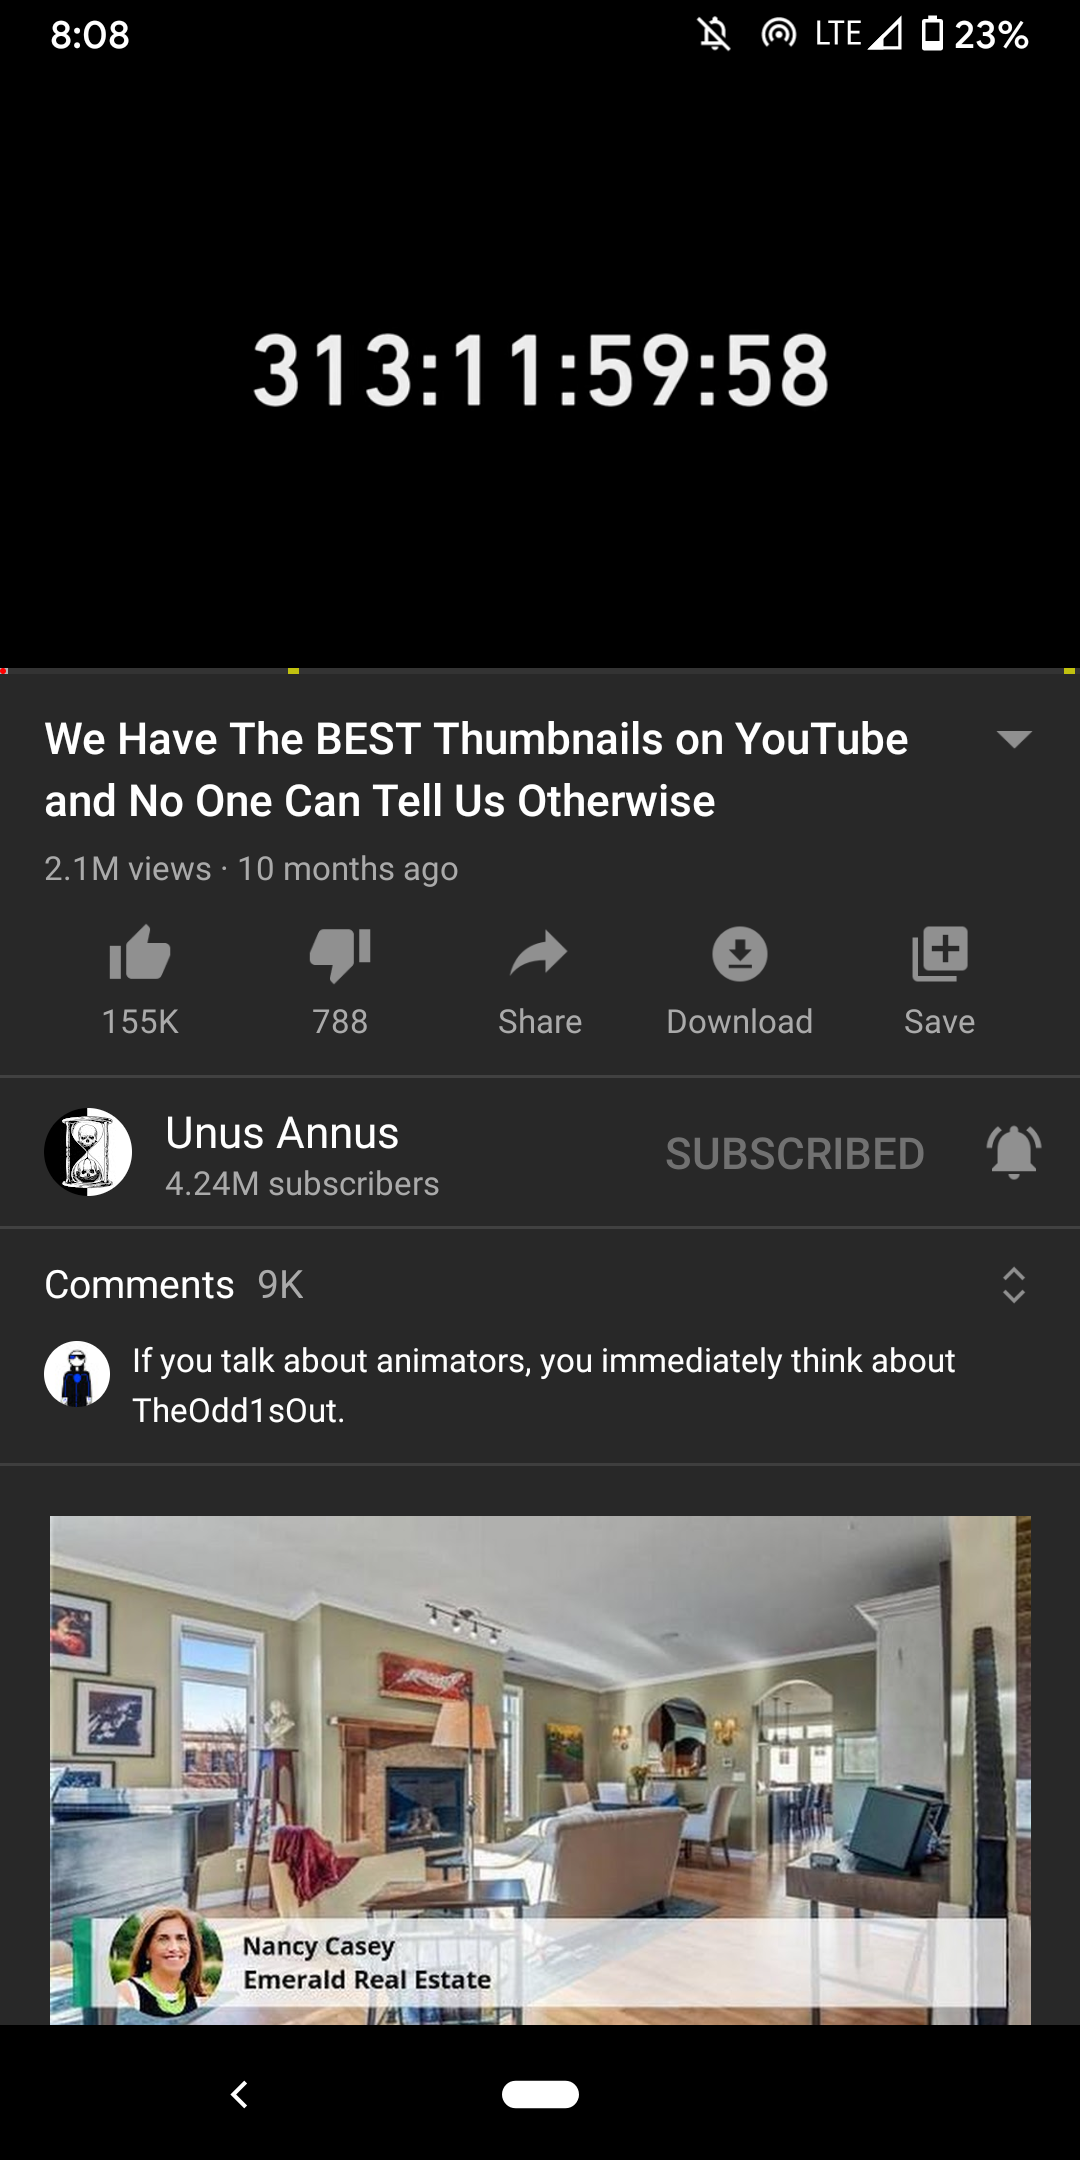 8:08
LTE 23%
313:11:59:58
We Have The BEST Thumbnails on YouTube
and No One Can Tell Us Otherwise
2.1M views · 10 months ago
155K
788
Share
Download
Save
Unus Annus
4.24M subscribers
SUBSCRIBED
Comments 9K
If you talk about animators, you immediately think about
TheOdd1sOut.
Nancy Casey
Emerald Real Estate